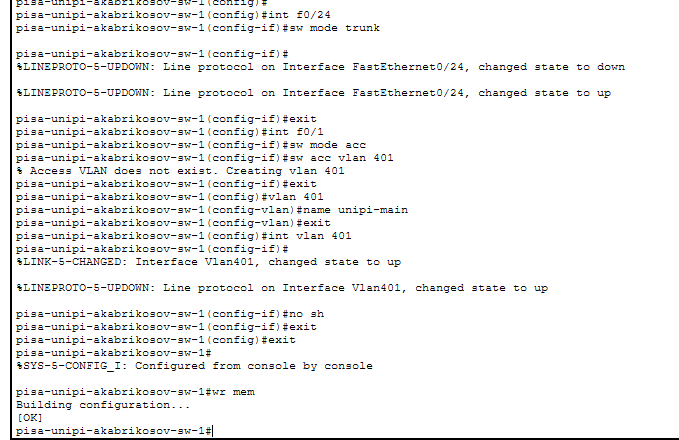 pisa-unipi-akabrikosov-sw-1(config)#
pisa-unipi-akabrikosov-sw-1(config)#int f0/24
pisa-unipi-akabrikosov-sw-1(config-if)#sw mode trunk
pisa-unipi-akabrikosov-sw-1(config-if)#
%LINEPROTO-5-UPDOWN: Line protocol on Interface FastEthernet0/24, changed state to down
%LINEPROTO-5-UPDOWN: Line protocol on Interface FastEthernet0/24, changed state to up
pisa-unipi-akabrikosov-sw-1(config-if)#exit
pisa-unipi-akabrikosov-sw-1(config)#int f0/1
pisa-unipi-akabrikosov-sw-1(config-if)#sw mode acc
pisa-unipi-akabrikosov-sw-1(config-if)#sw acc vlan 401
% Access VLAN does not exist. Creating vlan 401
pisa-unipi-akabrikosov-sw-1(config-if)#exit
pisa-unipi-akabrikosov-sw-1(config)#vlan 401
pisa-unipi-akabrikosov-sw-1(config-vlan)#name unipi-main
pisa-unipi-akabrikosov-sw-1(config-vlan)#exit
pisa-unipi-akabrikosov-sw-1(config)#int vlan 401
pisa-unipi-akabrikosov-sw-1(config-if)#
%LINK-5-CHANGED: Interface Vlan401, changed state to up
%LINEPROTO-5-UPDOWN: Line protocol on Interface Vlan401, changed state to up
pisa-unipi-akabrikosov-sw-1(config-if)#no sh
pisa-unipi-akabrikosov-sw-1(config-if)#exit
pisa-unipi-akabrikosov-sw-1(config)#exit
pisa-unipi-akabrikosov-sw-1#
%SYS-5-CONFIG_I: Configured from console by console
pisa-unipi-akabrikosov-sw-1#wr mem
Building configuration...
[OK]
pisa-unipi-akabrikosov-sw-1#